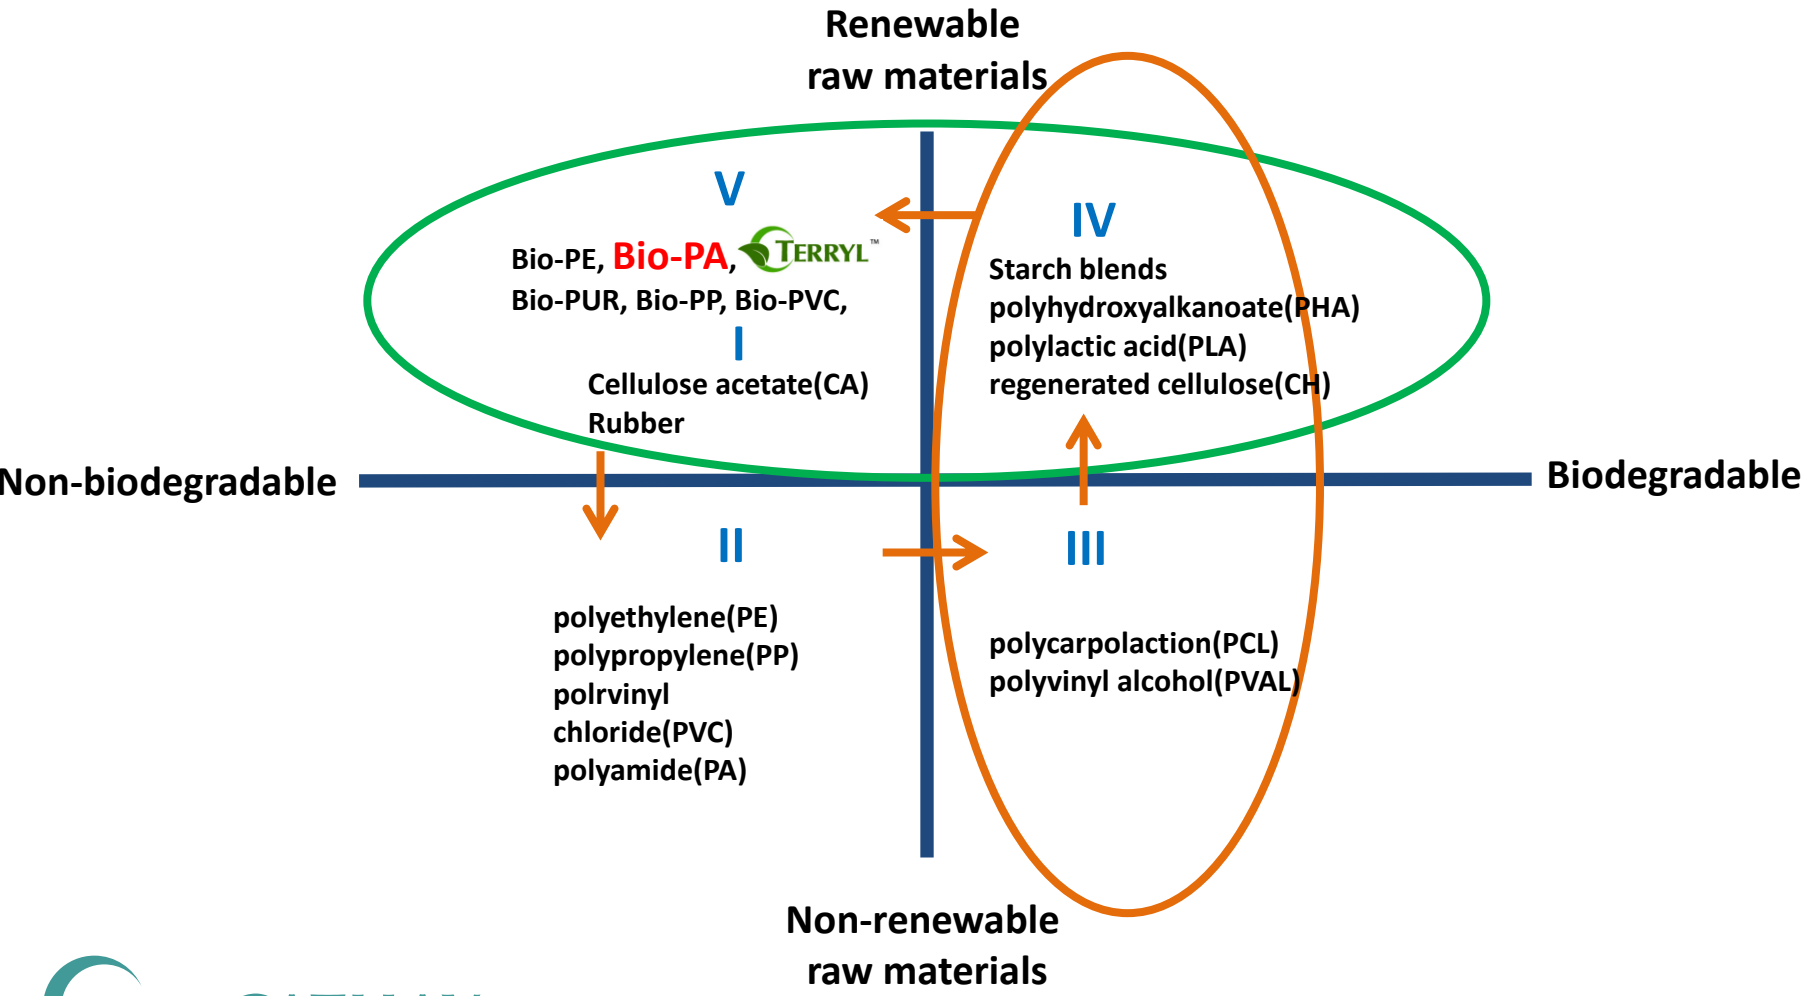 Renewable
raw materials
V
Bio-PE, Bio-PA, TERRYL™
Bio-PUR, Bio-PP, Bio-PVC,
I
Cellulose acetate(CA)
Rubber
IV
Starch blends
polyhydroxyalkanoate(PHA)
polylactic acid(PLA)
regenerated cellulose(CH)
Non-biodegradable
Biodegradable
II
polyethylene(PE)
polypropylene(PP)
polrvinyl
chloride(PVC)
polyamide(PA)
III
polycarpolaction(PCL)
polyvinyl alcohol(PVAL)
Non-renewable
raw materials